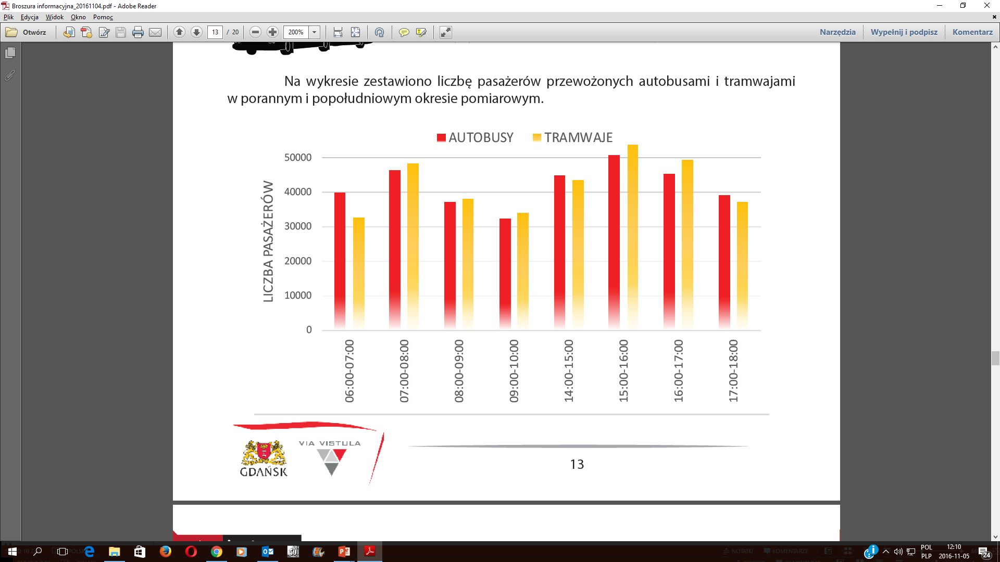 Broszura informacyjna_20161104.pdf - Adobe Reader
Plik Edycja Widok Okno Pomoc
Otwórz 13 / 20 200% Narzędzia Wypełnij i podpisz Komentarz
Na wykresie zestawiono liczbę pasażerów przewożonych autobusami i tramwajami
w porannym i popołudniowym okresie pomiarowym.
AUTOBUSY TRAMWAJE
LICZBA PASAŻERÓW
50000
40000
30000
20000
10000
0
06:00-07:00
07:00-08:00
08:00-09:00
09:00-10:00
14:00-15:00
15:00-16:00
16:00-17:00
17:00-18:00
GDAŃSK
VIA VISTULA
13
NOTATKI KOMENTARZE
POL 12:10
PLP 2016-11-05 24